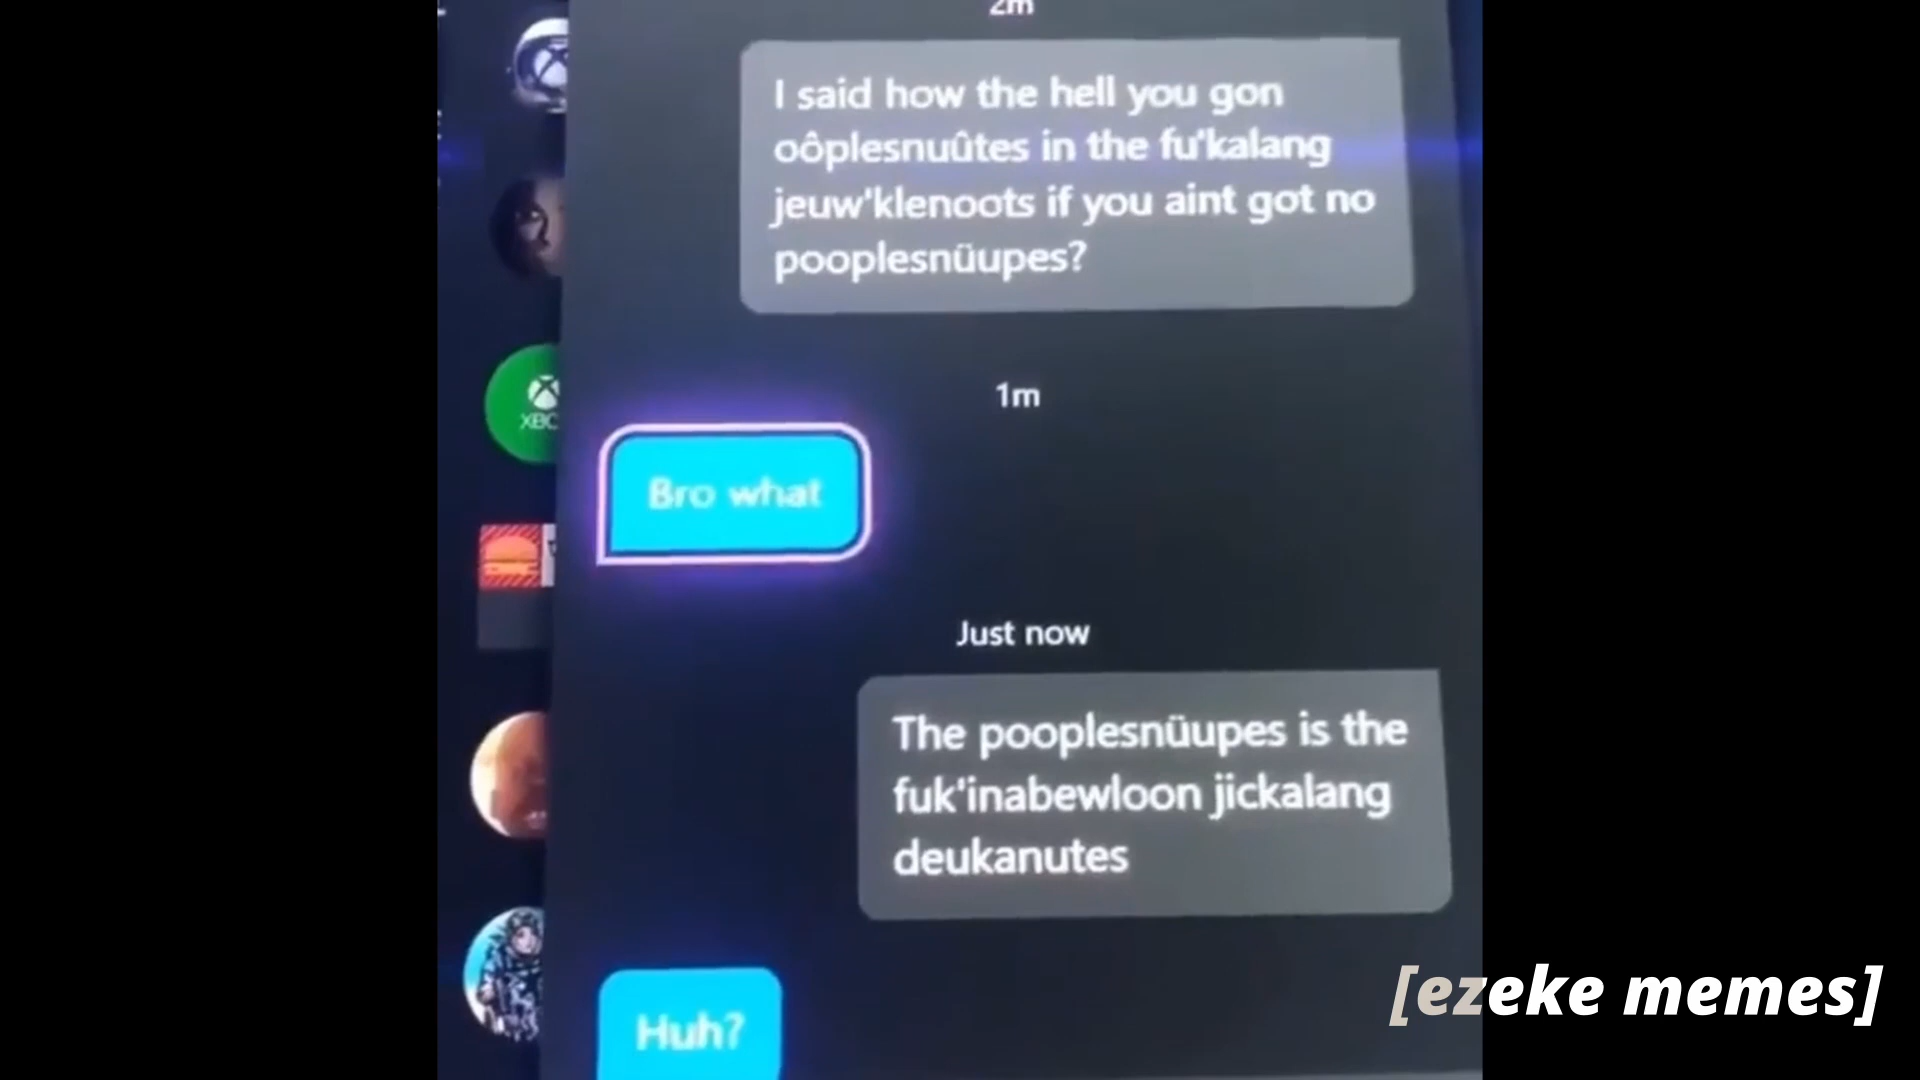 2m
I said how the hell you gon
oôplesnuûtes in the fu'kalang
jeuw'klenoots if you aint got no
pooplesnüupes?
1m
Bro what
Just now
The pooplesnüupes is the
fuk'inabewloon jickalang
deukanutes
Huh?
[ezeke memes]